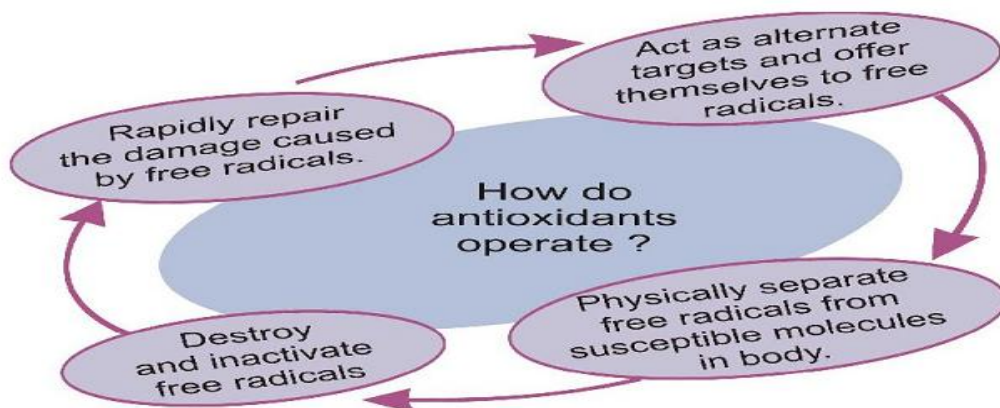 How do
antioxidants
operate ?
Act as alternate
targets and offer
themselves to free
radicals.
Physically separate
free radicals from
susceptible molecules
in body.
Destroy
and inactivate
free radicals
Rapidly repair
the damage caused
by free radicals.